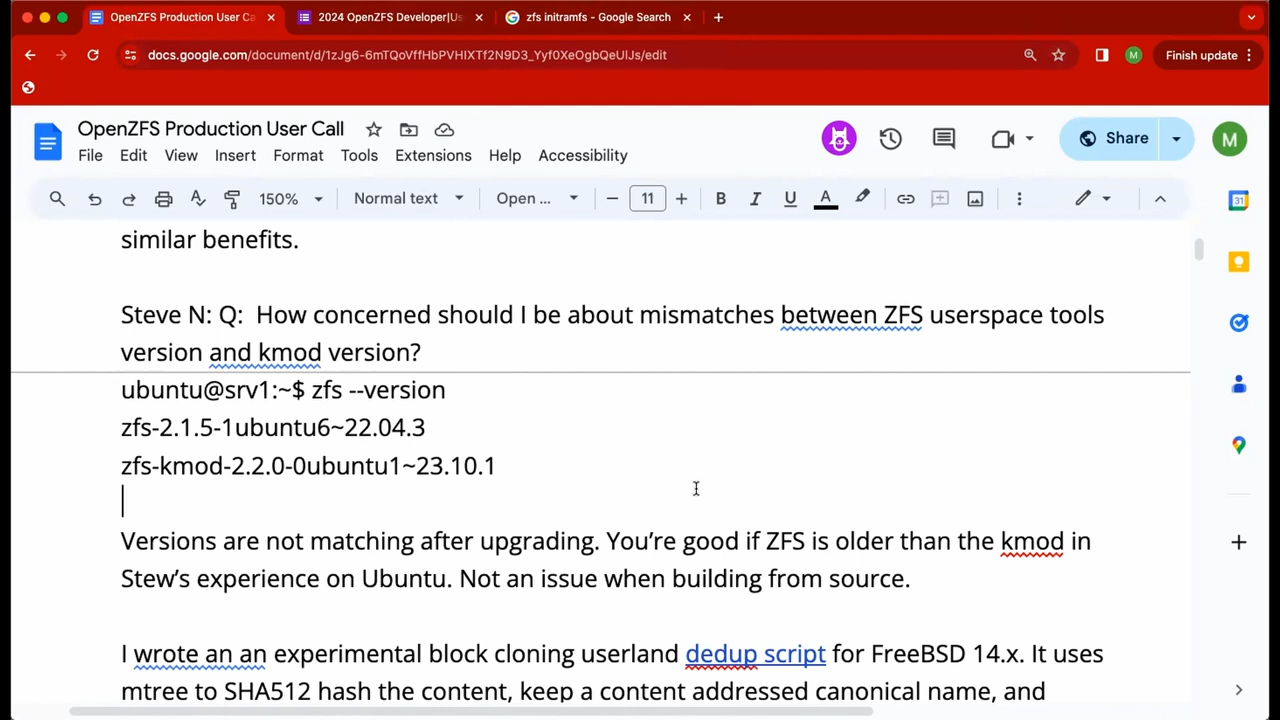 OpenZFS Production User Ca
2024 OpenZFS Developer|Us
zfs initramfs - Google Search
docs.google.com/document/d/1zJg6-6mTQoVffHbPVHIXTf2N9D3_Yyf0XeOgbQeUlJs/edit
M
Finish update
OpenZFS Production User Call
File Edit View Insert Format Tools Extensions Help Accessibility
Share
M
150%
Normal text
Open ...
11
B I U A
31
similar benefits.
Steve N: Q:  How concerned should I be about mismatches between ZFS userspace tools
version and kmod version?
ubuntu@srv1:~$ zfs --version
zfs-2.1.5-1ubuntu6~22.04.3
zfs-kmod-2.2.0-0ubuntu1~23.10.1
Versions are not matching after upgrading. You’re good if ZFS is older than the kmod in
Stew’s experience on Ubuntu. Not an issue when building from source.
I wrote an an experimental block cloning userland dedup script for FreeBSD 14.x. It uses
mtree to SHA512 hash the content, keep a content addressed canonical name, and